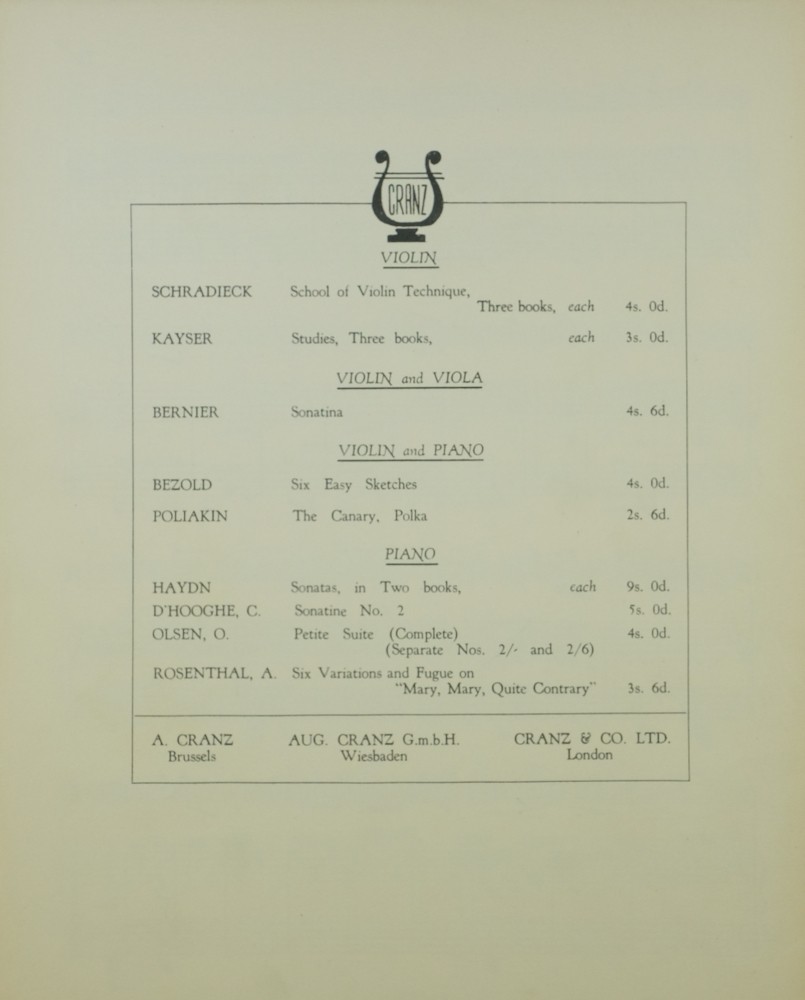 CRANZ
VIOLIN
SCHRADIECK School of Violin Technique,
Three books, each 4s. 0d.
KAYSER Studies, Three books, each 3s. 0d.
VIOLIN and VIOLA
BERNIER Sonatina 4s. 6d.
VIOLIN and PIANO
BEZOLD Six Easy Sketches 4s. 0d.
POLIAKIN The Canary, Polka 2s. 6d.
PIANO
HAYDN Sonatas, in Two books, each 9s. 0d.
D'HOOGHE, C. Sonatine No. 2 5s. 0d.
OLSEN, O. Petite Suite (Complete) 4s. 0d.
(Separate Nos. 2/- and 2/6)
ROSENTHAL, A. Six Variations and Fugue on
"Mary, Mary, Quite Contrary" 3s. 6d.
A. CRANZ AUG. CRANZ G.m.b.H. CRANZ & CO. LTD.
Brussels Wiesbaden London